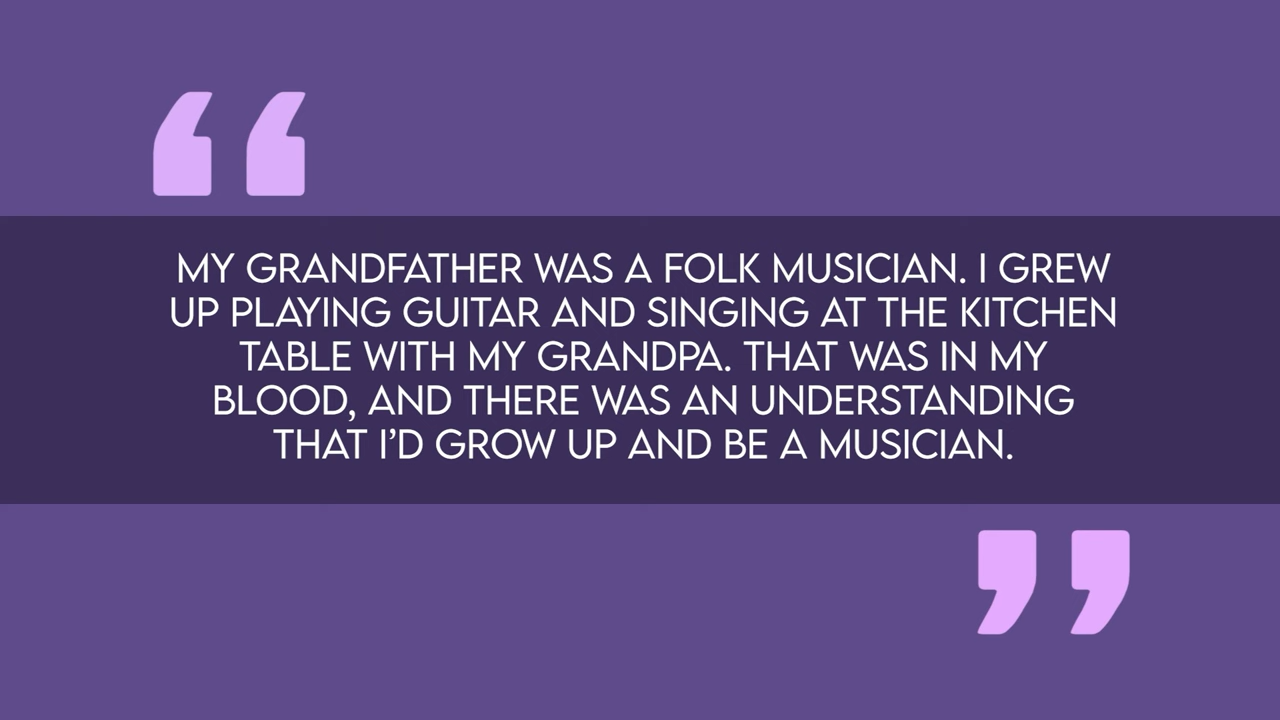 “
MY GRANDFATHER WAS A FOLK MUSICIAN. I GREW
UP PLAYING GUITAR AND SINGING AT THE KITCHEN
TABLE WITH MY GRANDPA. THAT WAS IN MY
BLOOD, AND THERE WAS AN UNDERSTANDING
THAT I’D GROW UP AND BE A MUSICIAN.
”